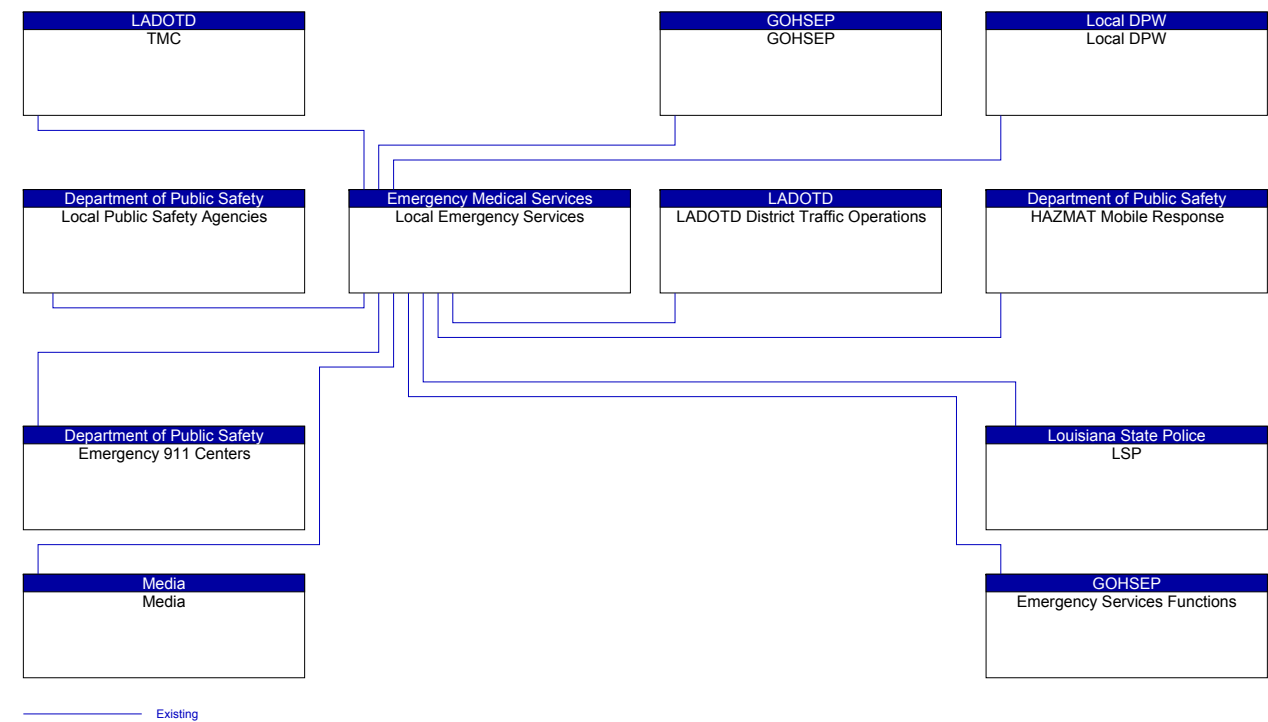 LADOTD
TMC
GOHSEP
GOHSEP
Local DPW
Local DPW
Department of Public Safety
Local Public Safety Agencies
Emergency Medical Services
Local Emergency Services
LADOTD
LADOTD District Traffic Operations
Department of Public Safety
HAZMAT Mobile Response
Department of Public Safety
Emergency 911 Centers
Louisiana State Police
LSP
Media
Media
GOHSEP
Emergency Services Functions
Existing